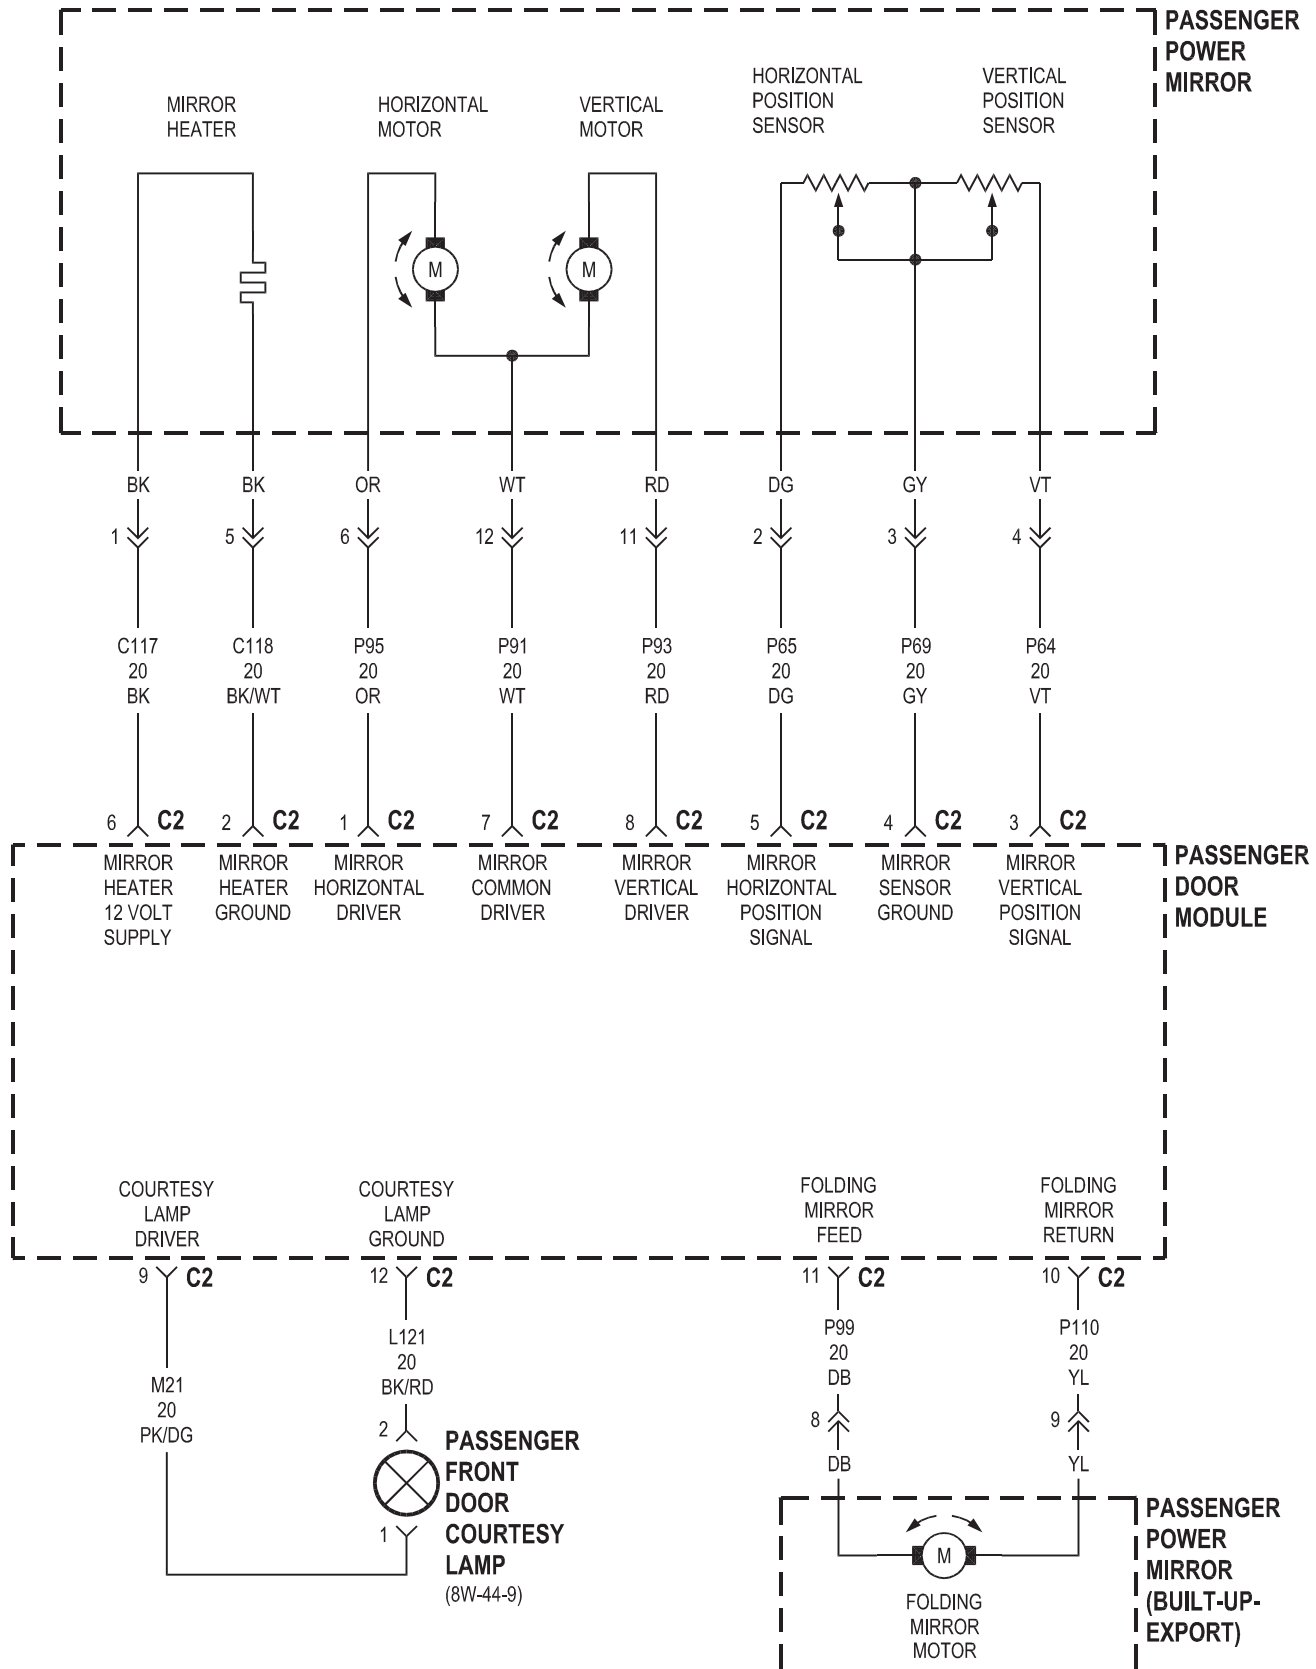 PASSENGER
POWER
MIRROR
MIRROR
HEATER
HORIZONTAL
MOTOR
VERTICAL
MOTOR
HORIZONTAL
POSITION
SENSOR
VERTICAL
POSITION
SENSOR
M
M
BK BK OR WT RD DG GY VT
1 5 6 12 11 2 3 4
C117 C118 P95 P91 P93 P65 P69 P64
20 20 20 20 20 20 20 20
BK BK/WT OR WT RD DG GY VT
6 C2 2 C2 1 C2 7 C2 8 C2 5 C2 4 C2 3 C2
MIRROR
HEATER
12 VOLT
SUPPLY
MIRROR
HEATER
GROUND
MIRROR
HORIZONTAL
DRIVER
MIRROR
COMMON
DRIVER
MIRROR
VERTICAL
DRIVER
MIRROR
HORIZONTAL
POSITION
SIGNAL
MIRROR
SENSOR
GROUND
MIRROR
VERTICAL
POSITION
SIGNAL
PASSENGER
DOOR
MODULE
COURTESY
LAMP
DRIVER
COURTESY
LAMP
GROUND
FOLDING
MIRROR
FEED
FOLDING
MIRROR
RETURN
9 C2 12 C2 11 C2 10 C2
M21
20
PK/DG
L121
20
BK/RD
2
1
PASSENGER
FRONT
DOOR
COURTESY
LAMP
(8W-44-9)
P99
20
DB
8
DB
P110
20
YL
9
YL
M
FOLDING
MIRROR
MOTOR
PASSENGER
POWER
MIRROR
(BUILT-UP-
EXPORT)